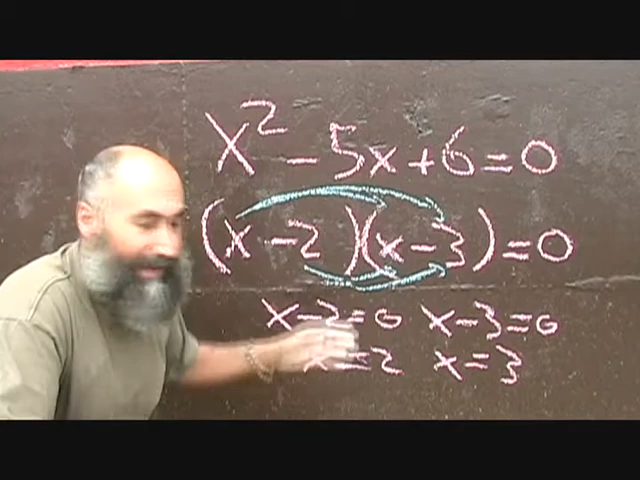 x² - 5x + 6 = 0
(x - 2)(x - 3) = 0
x - 2 = 0 x - 3 = 0
x = 2 x = 3